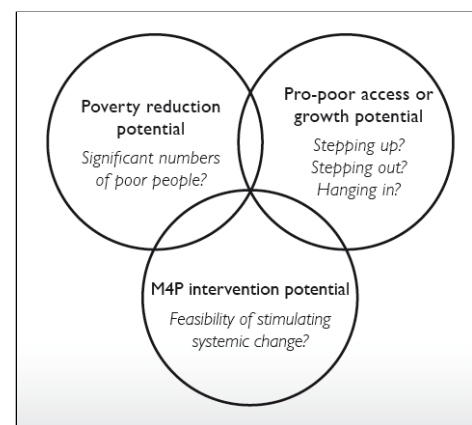 Poverty reduction
potential
Significant numbers
of poor people?
Pro-poor access or
growth potential
Stepping up?
Stepping out?
Hanging in?
M4P intervention potential
Feasibility of stimulating
systemic change?